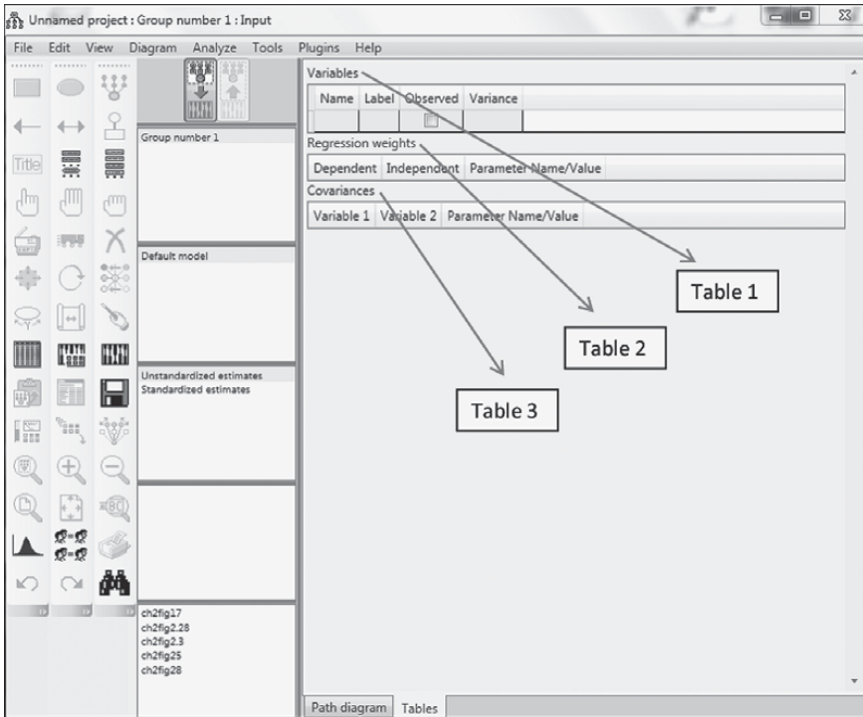 Unnamed project : Group number 1 : Input
File Edit View Diagram Analyze Tools Plugins Help
Title
Group number 1
Default model
Unstandardized estimates
Standardized estimates
ch2fig17
ch2fig2.28
ch2fig2.3
ch2fig25
ch2fig28
Variables
Name Label Observed Variance
Regression weights
Dependent Independent Parameter Name/Value
Covariances
Variable 1 Variable 2 Parameter Name/Value
Table 1
Table 2
Table 3
Path diagram Tables